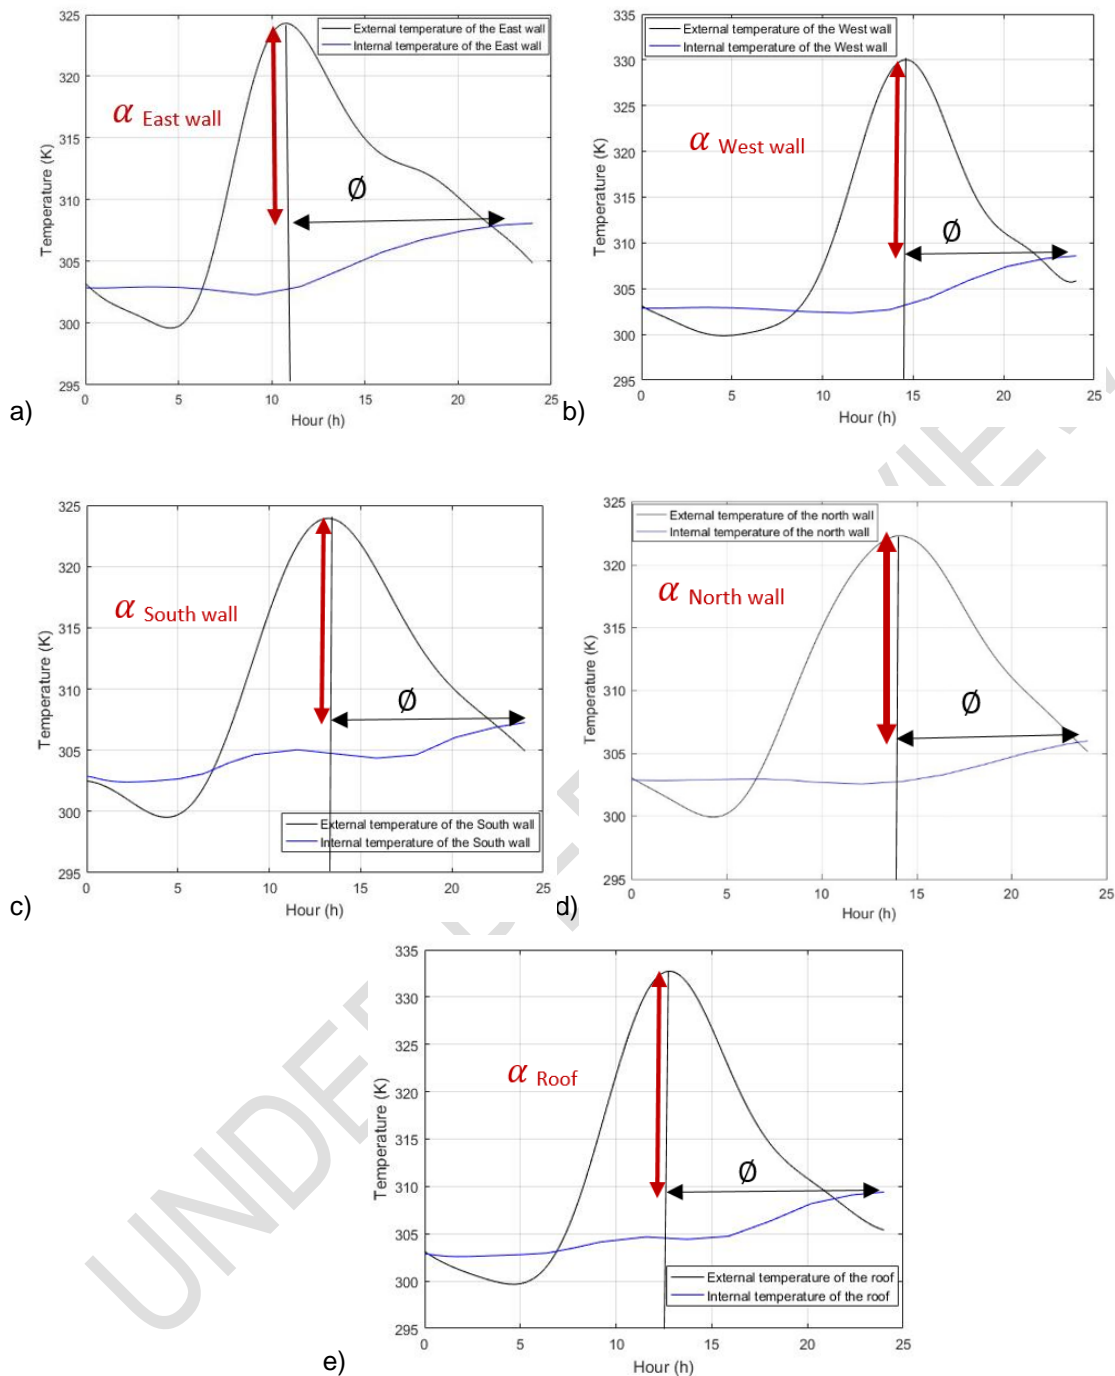 325
320
315
305
300
295
0
5
10
15
20
25
Temperature (K)
Hour (h)
External temperature of the East wall
Internal temperature of the East wall
α East wall
Ø
a)
335
330
325
320
315
310
305
300
295
0
5
10
15
20
25
Temperature (K)
Hour (h)
External temperature of the West wall
Internal temperature of the West wall
α West wall
Ø
b)
325
320
315
310
305
300
295
0
5
10
15
20
25
Temperature (K)
Hour (h)
External temperature of the South wall
Internal temperature of the South wall
α South wall
Ø
c)
325
320
315
310
305
300
295
0
5
10
15
20
25
Temperature (K)
Hour (h)
External temperature of the north wall
Internal temperature of the north wall
α North wall
Ø
d)
335
330
325
320
315
310
305
300
295
0
5
10
15
20
25
Temperature (K)
Hour (h)
External temperature of the roof
Internal temperature of the roof
α Roof
Ø
e)